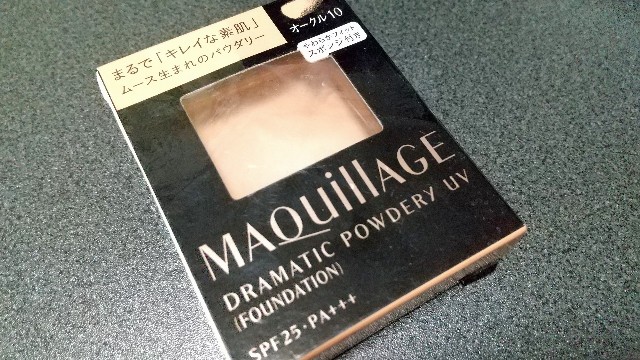 まるで「キレイな素肌」
ムース生まれのパウダリー
オークル10
やわらかフィット
スポンジ付き
MAQuillAGE
DRAMATIC POWDERY UV
(FOUNDATION)
SPF25・PA+++